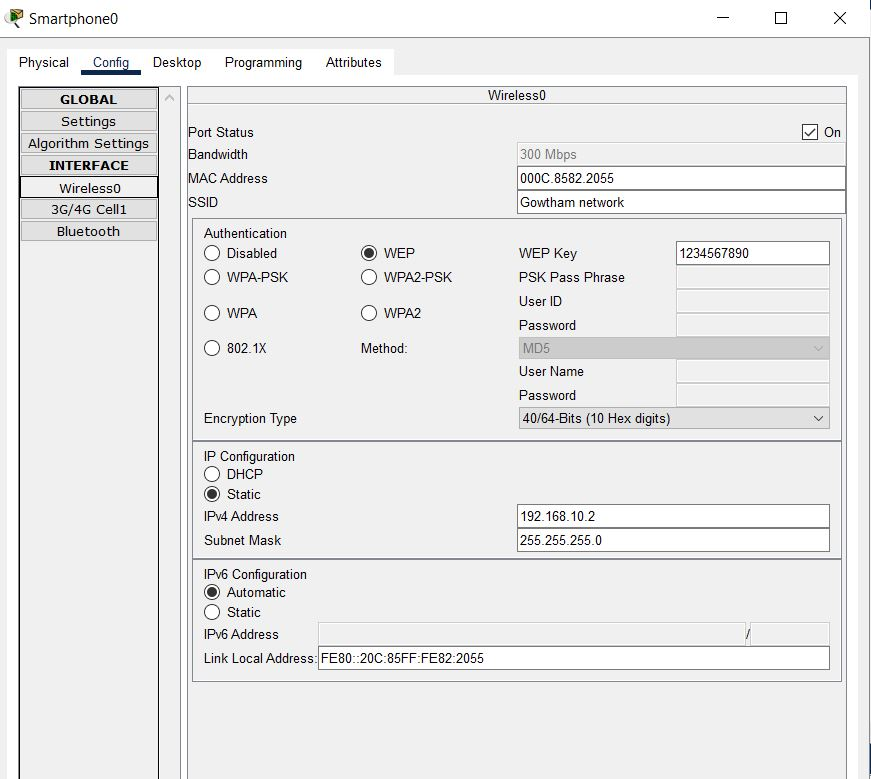 Smartphone0
Physical Config Desktop Programming Attributes
GLOBAL
Settings
Algorithm Settings
INTERFACE
Wireless0
3G/4G Cell1
Bluetooth
Wireless0
Port Status On
Bandwidth 300 Mbps
MAC Address 000C.8582.2055
SSID Gowtham network
Authentication
Disabled WEP WEP Key 1234567890
WPA-PSK WPA2-PSK PSK Pass Phrase
User ID
WPA WPA2
Password
802.1X Method: MD5
User Name
Password
Encryption Type 40/64-Bits (10 Hex digits)
IP Configuration
DHCP
Static
IPv4 Address 192.168.10.2
Subnet Mask 255.255.255.0
IPv6 Configuration
Automatic
Static
IPv6 Address /
Link Local Address: FE80::20C:85FF:FE82:2055